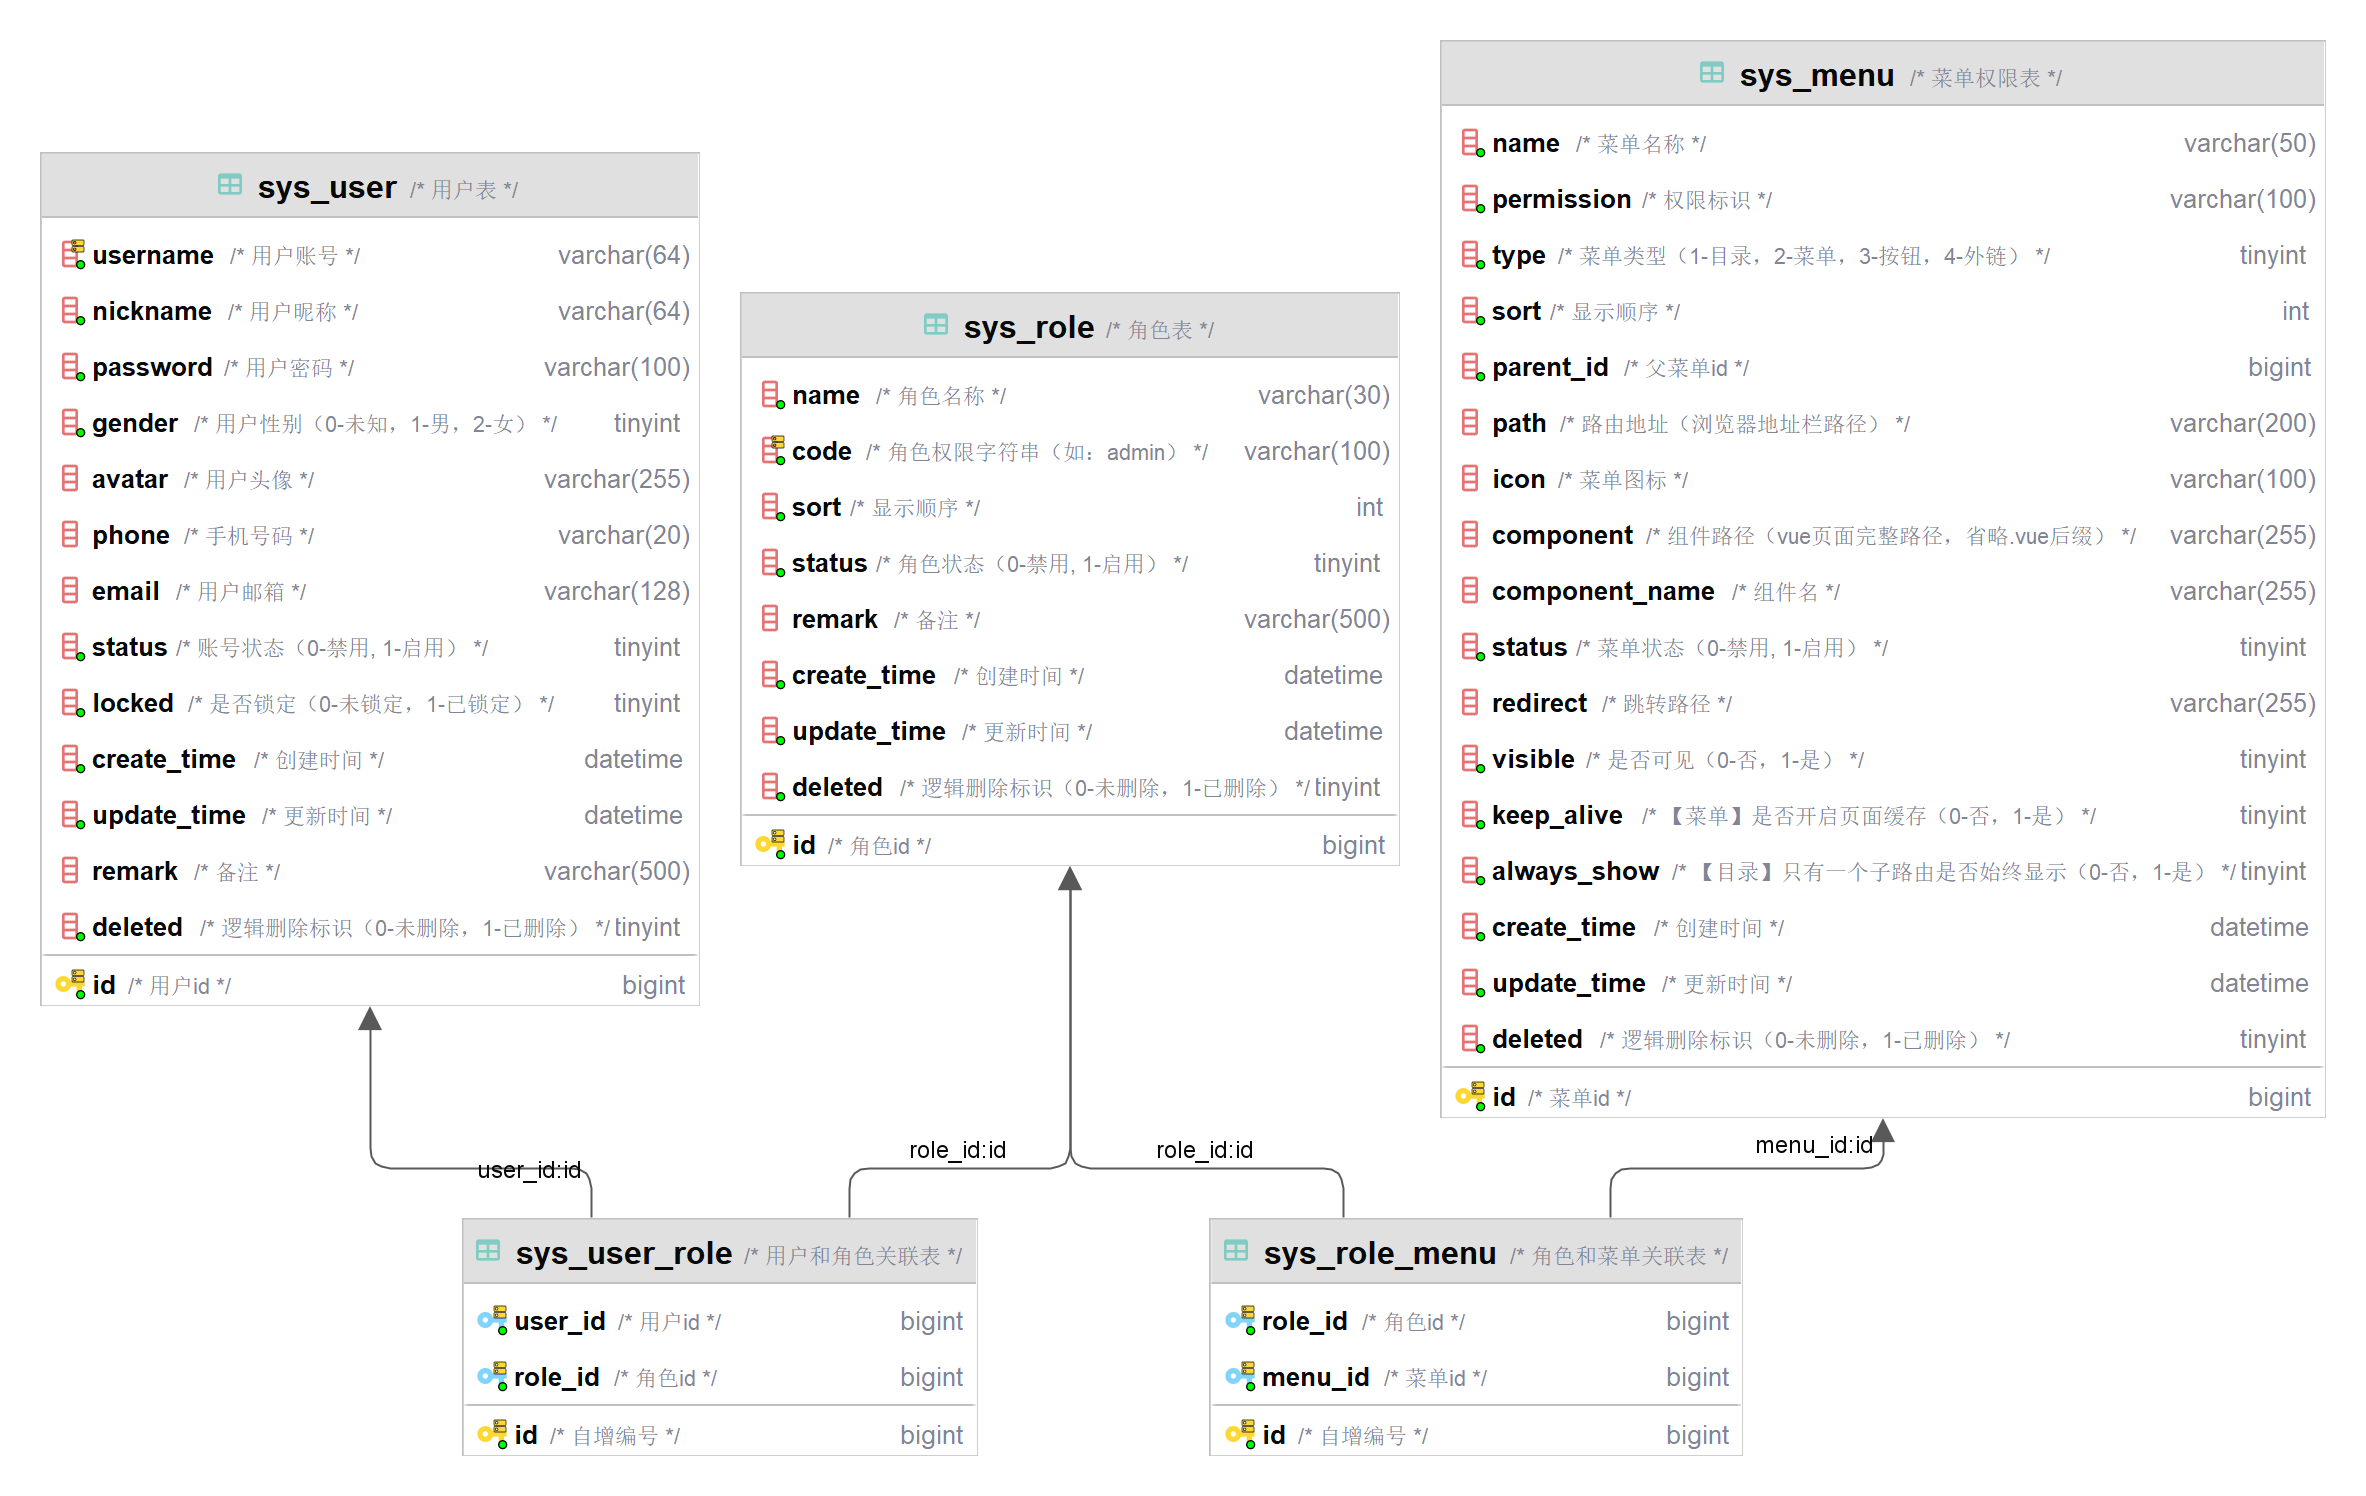 sys_user /* 用户表 */
username /* 用户账号 */ varchar(64)
nickname /* 用户昵称 */ varchar(64)
password /* 用户密码 */ varchar(100)
gender /* 用户性别（0-未知，1-男，2-女） */ tinyint
avatar /* 用户头像 */ varchar(255)
phone /* 手机号码 */ varchar(20)
email /* 用户邮箱 */ varchar(128)
status /* 账号状态（0-禁用, 1-启用） */ tinyint
locked /* 是否锁定（0-未锁定，1-已锁定） */ tinyint
create_time /* 创建时间 */ datetime
update_time /* 更新时间 */ datetime
remark /* 备注 */ varchar(500)
deleted /* 逻辑删除标识（0-未删除，1-已删除） */ tinyint
id /* 用户id */ bigint
sys_role /* 角色表 */
name /* 角色名称 */ varchar(30)
code /* 角色权限字符串（如：admin） */ varchar(100)
sort /* 显示顺序 */ int
status /* 角色状态（0-禁用, 1-启用） */ tinyint
remark /* 备注 */ varchar(500)
create_time /* 创建时间 */ datetime
update_time /* 更新时间 */ datetime
deleted /* 逻辑删除标识（0-未删除，1-已删除） */ tinyint
id /* 角色id */ bigint
sys_menu /* 菜单权限表 */
name /* 菜单名称 */ varchar(50)
permission /* 权限标识 */ varchar(100)
type /* 菜单类型（1-目录，2-菜单，3-按钮，4-外链） */ tinyint
sort /* 显示顺序 */ int
parent_id /* 父菜单id */ bigint
path /* 路由地址（浏览器地址栏路径） */ varchar(200)
icon /* 菜单图标 */ varchar(100)
component /* 组件路径（vue页面完整路径，省略.vue后缀） */ varchar(255)
component_name /* 组件名 */ varchar(255)
status /* 菜单状态（0-禁用, 1-启用） */ tinyint
redirect /* 跳转路径 */ varchar(255)
visible /* 是否可见（0-否，1-是） */ tinyint
keep_alive /* 【菜单】是否开启页面缓存（0-否，1-是） */ tinyint
always_show /* 【目录】只有一个子路由是否始终显示（0-否，1-是） */ tinyint
create_time /* 创建时间 */ datetime
update_time /* 更新时间 */ datetime
deleted /* 逻辑删除标识（0-未删除，1-已删除） */ tinyint
id /* 菜单id */ bigint
user_id:id
role_id:id
role_id:id
menu_id:id
sys_user_role /* 用户和角色关联表 */
user_id /* 用户id */ bigint
role_id /* 角色id */ bigint
id /* 自增编号 */ bigint
sys_role_menu /* 角色和菜单关联表 */
role_id /* 角色id */ bigint
menu_id /* 菜单id */ bigint
id /* 自增编号 */ bigint